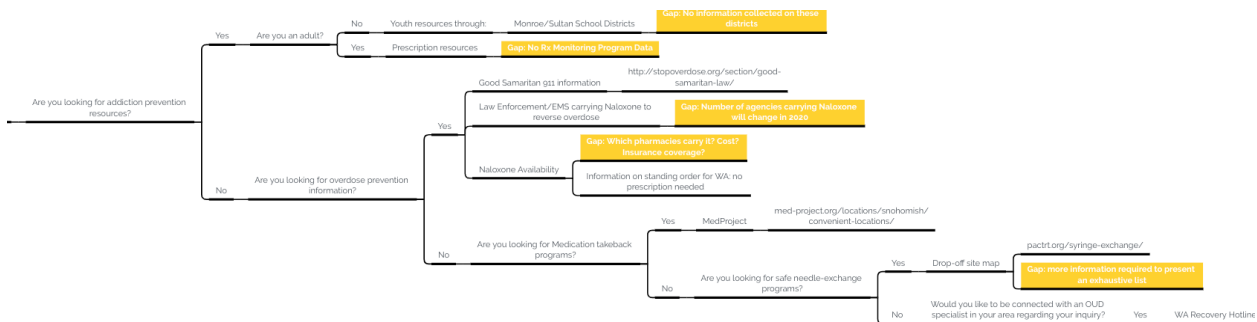 Gap: No information collected on these
districts
No
Youth resources through:
Monroe/Sultan School Districts
Yes
Are you an adult?
Yes
Prescription resources
Gap: No Rx Monitoring Program Data
Good Samaritan 911 information
http://stopoverdose.org/section/good-
samaritan-law/
Are you looking for addiction prevention
resources?
Law Enforcement/EMS carrying Naloxone to
reverse overdose
Gap: Number of agencies carrying Naloxone
will change in 2020
Yes
Gap: Which pharmacies carry it? Cost?
Insurance coverage?
Naloxone Availability
Information on standing order for WA: no
prescription needed
No
Are you looking for overdose prevention
information?
Yes
MedProject
med-project.org/locations/snohomish/
convenient-locations/
No
Are you looking for Medication takeback
programs?
No
Are you looking for safe needle-exchange
programs?
Yes
Drop-off site map
pactrt.org/syringe-exchange/
Gap: more information required to present
an exhaustive list
No
Would you like to be connected with an OUD
specialist in your area regarding your inquiry?
Yes
WA Recovery Hotline